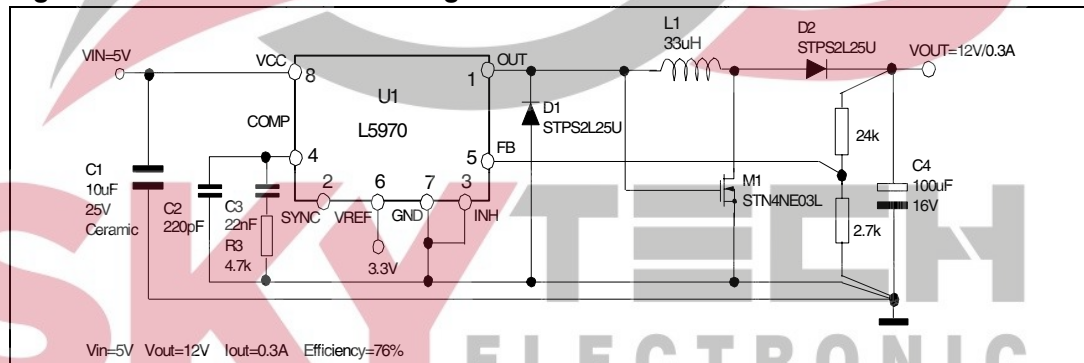 VIN=5V
VCC
8
U1
L5970
COMP
4
2
SYNC
6
VREF
7
GND
3
INH
3.3V
1
OUT
5
FB
C1
10uF
25V
Ceramic
C2
220pF
C3
22nF
R3
4.7k
D1
STPS2L25U
L1
33uH
D2
STPS2L25U
VOUT=12V/0.3A
24k
M1
STN4NE03L
2.7k
C4
100uF
16V
Vin=5V Vout=12V Iout=0.3A Efficiency=76%
SKYTECH
ELECTRONIC